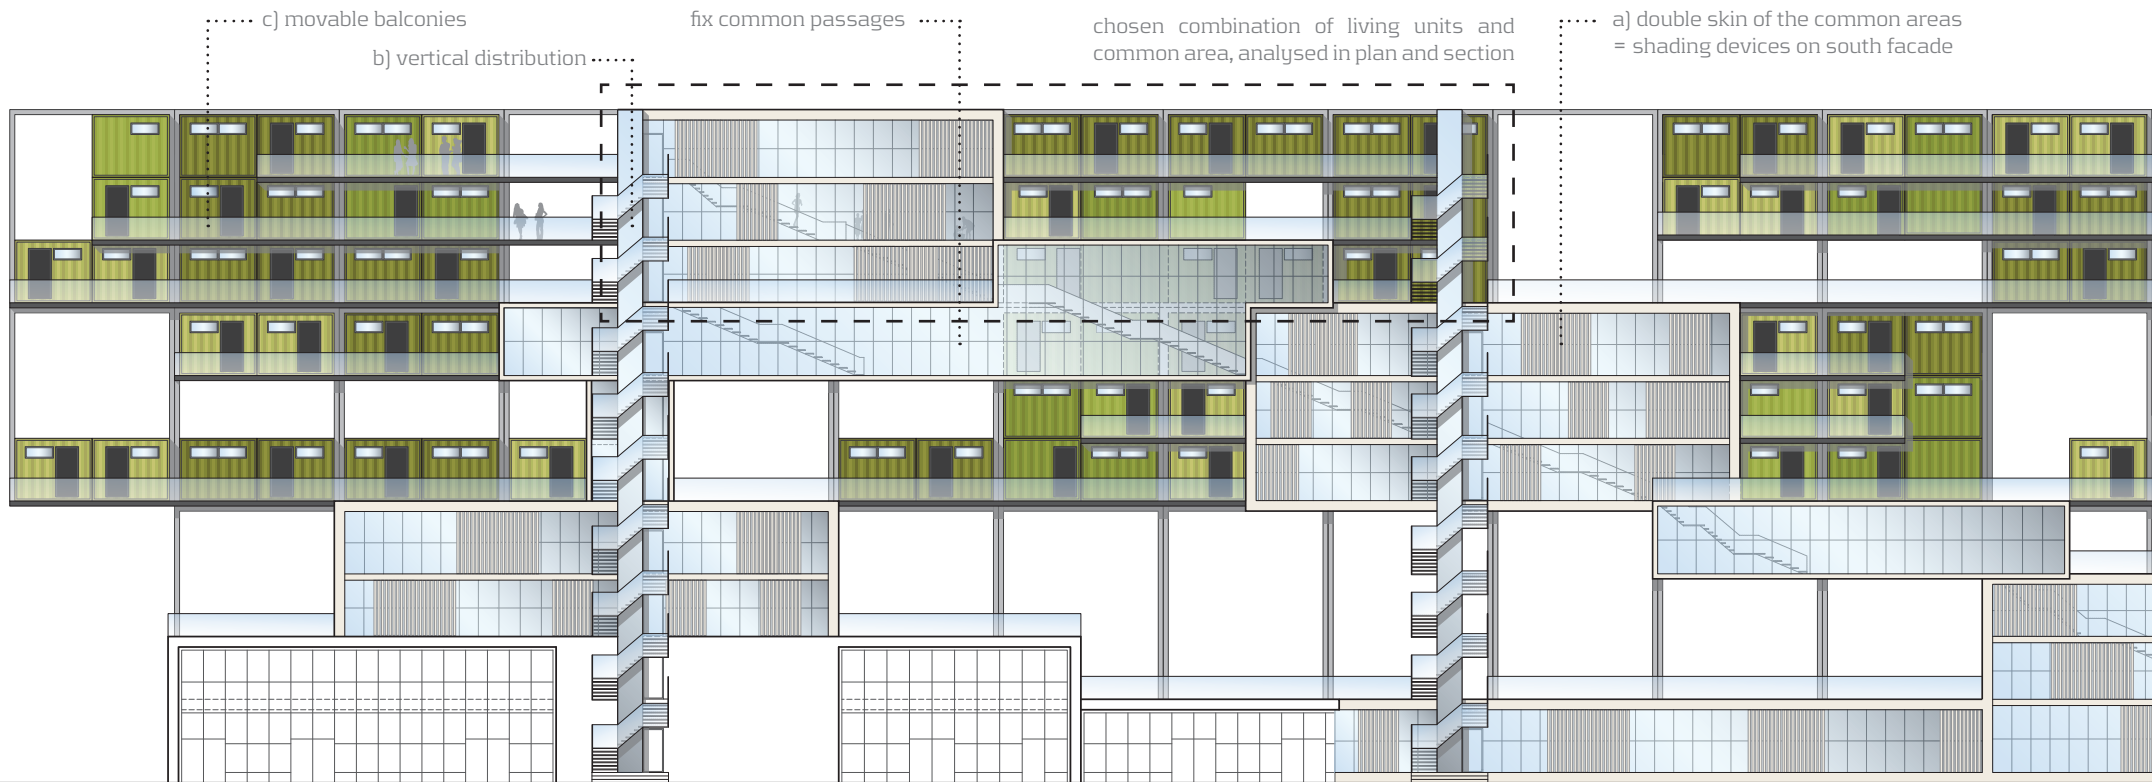 c) movable balconies
b) vertical distribution
fix common passages
chosen combination of living units and
common area, analysed in plan and section
a) double skin of the common areas
= shading devices on south facade